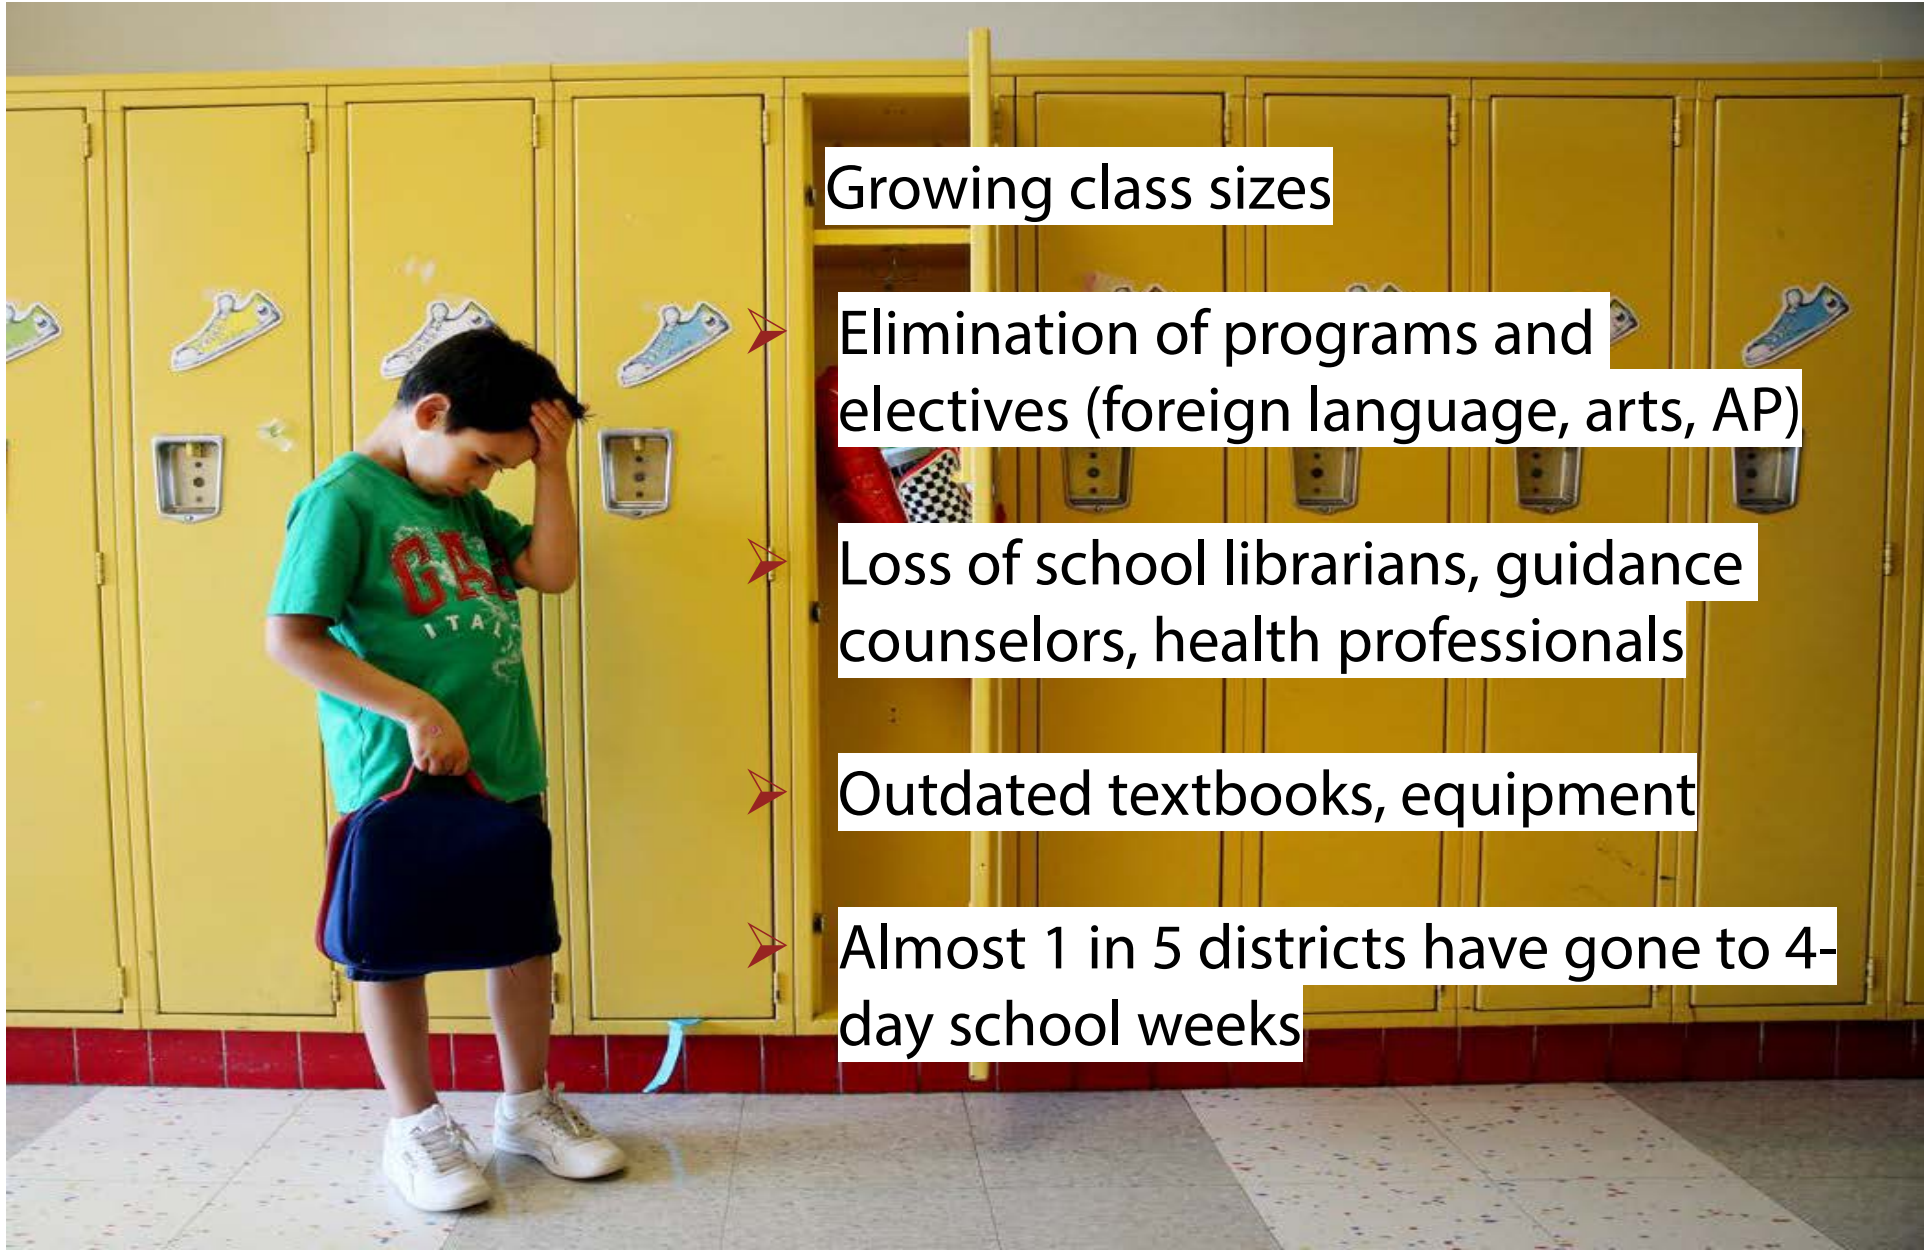 Growing class sizes
Elimination of programs and
electives (foreign language, arts, AP)
Loss of school librarians, guidance
counselors, health professionals
Outdated textbooks, equipment
Almost 1 in 5 districts have gone to 4-
day school weeks
ITAL